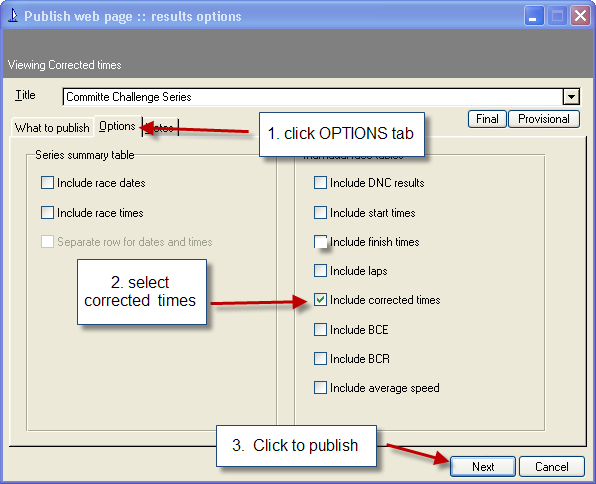 Publish web page :: results options
Viewing Corrected times
Title
Committe Challenge Series
Final
Provisional
What to publish
Options
1. click OPTIONS tab
Series summary table
Include race dates
Include race times
Separate row for dates and times
2. select
corrected times
Include DNC results
Include start times
Include finish times
Include laps
Include corrected times
Include BCE
Include BCR
Include average speed
3. Click to publish
Next
Cancel